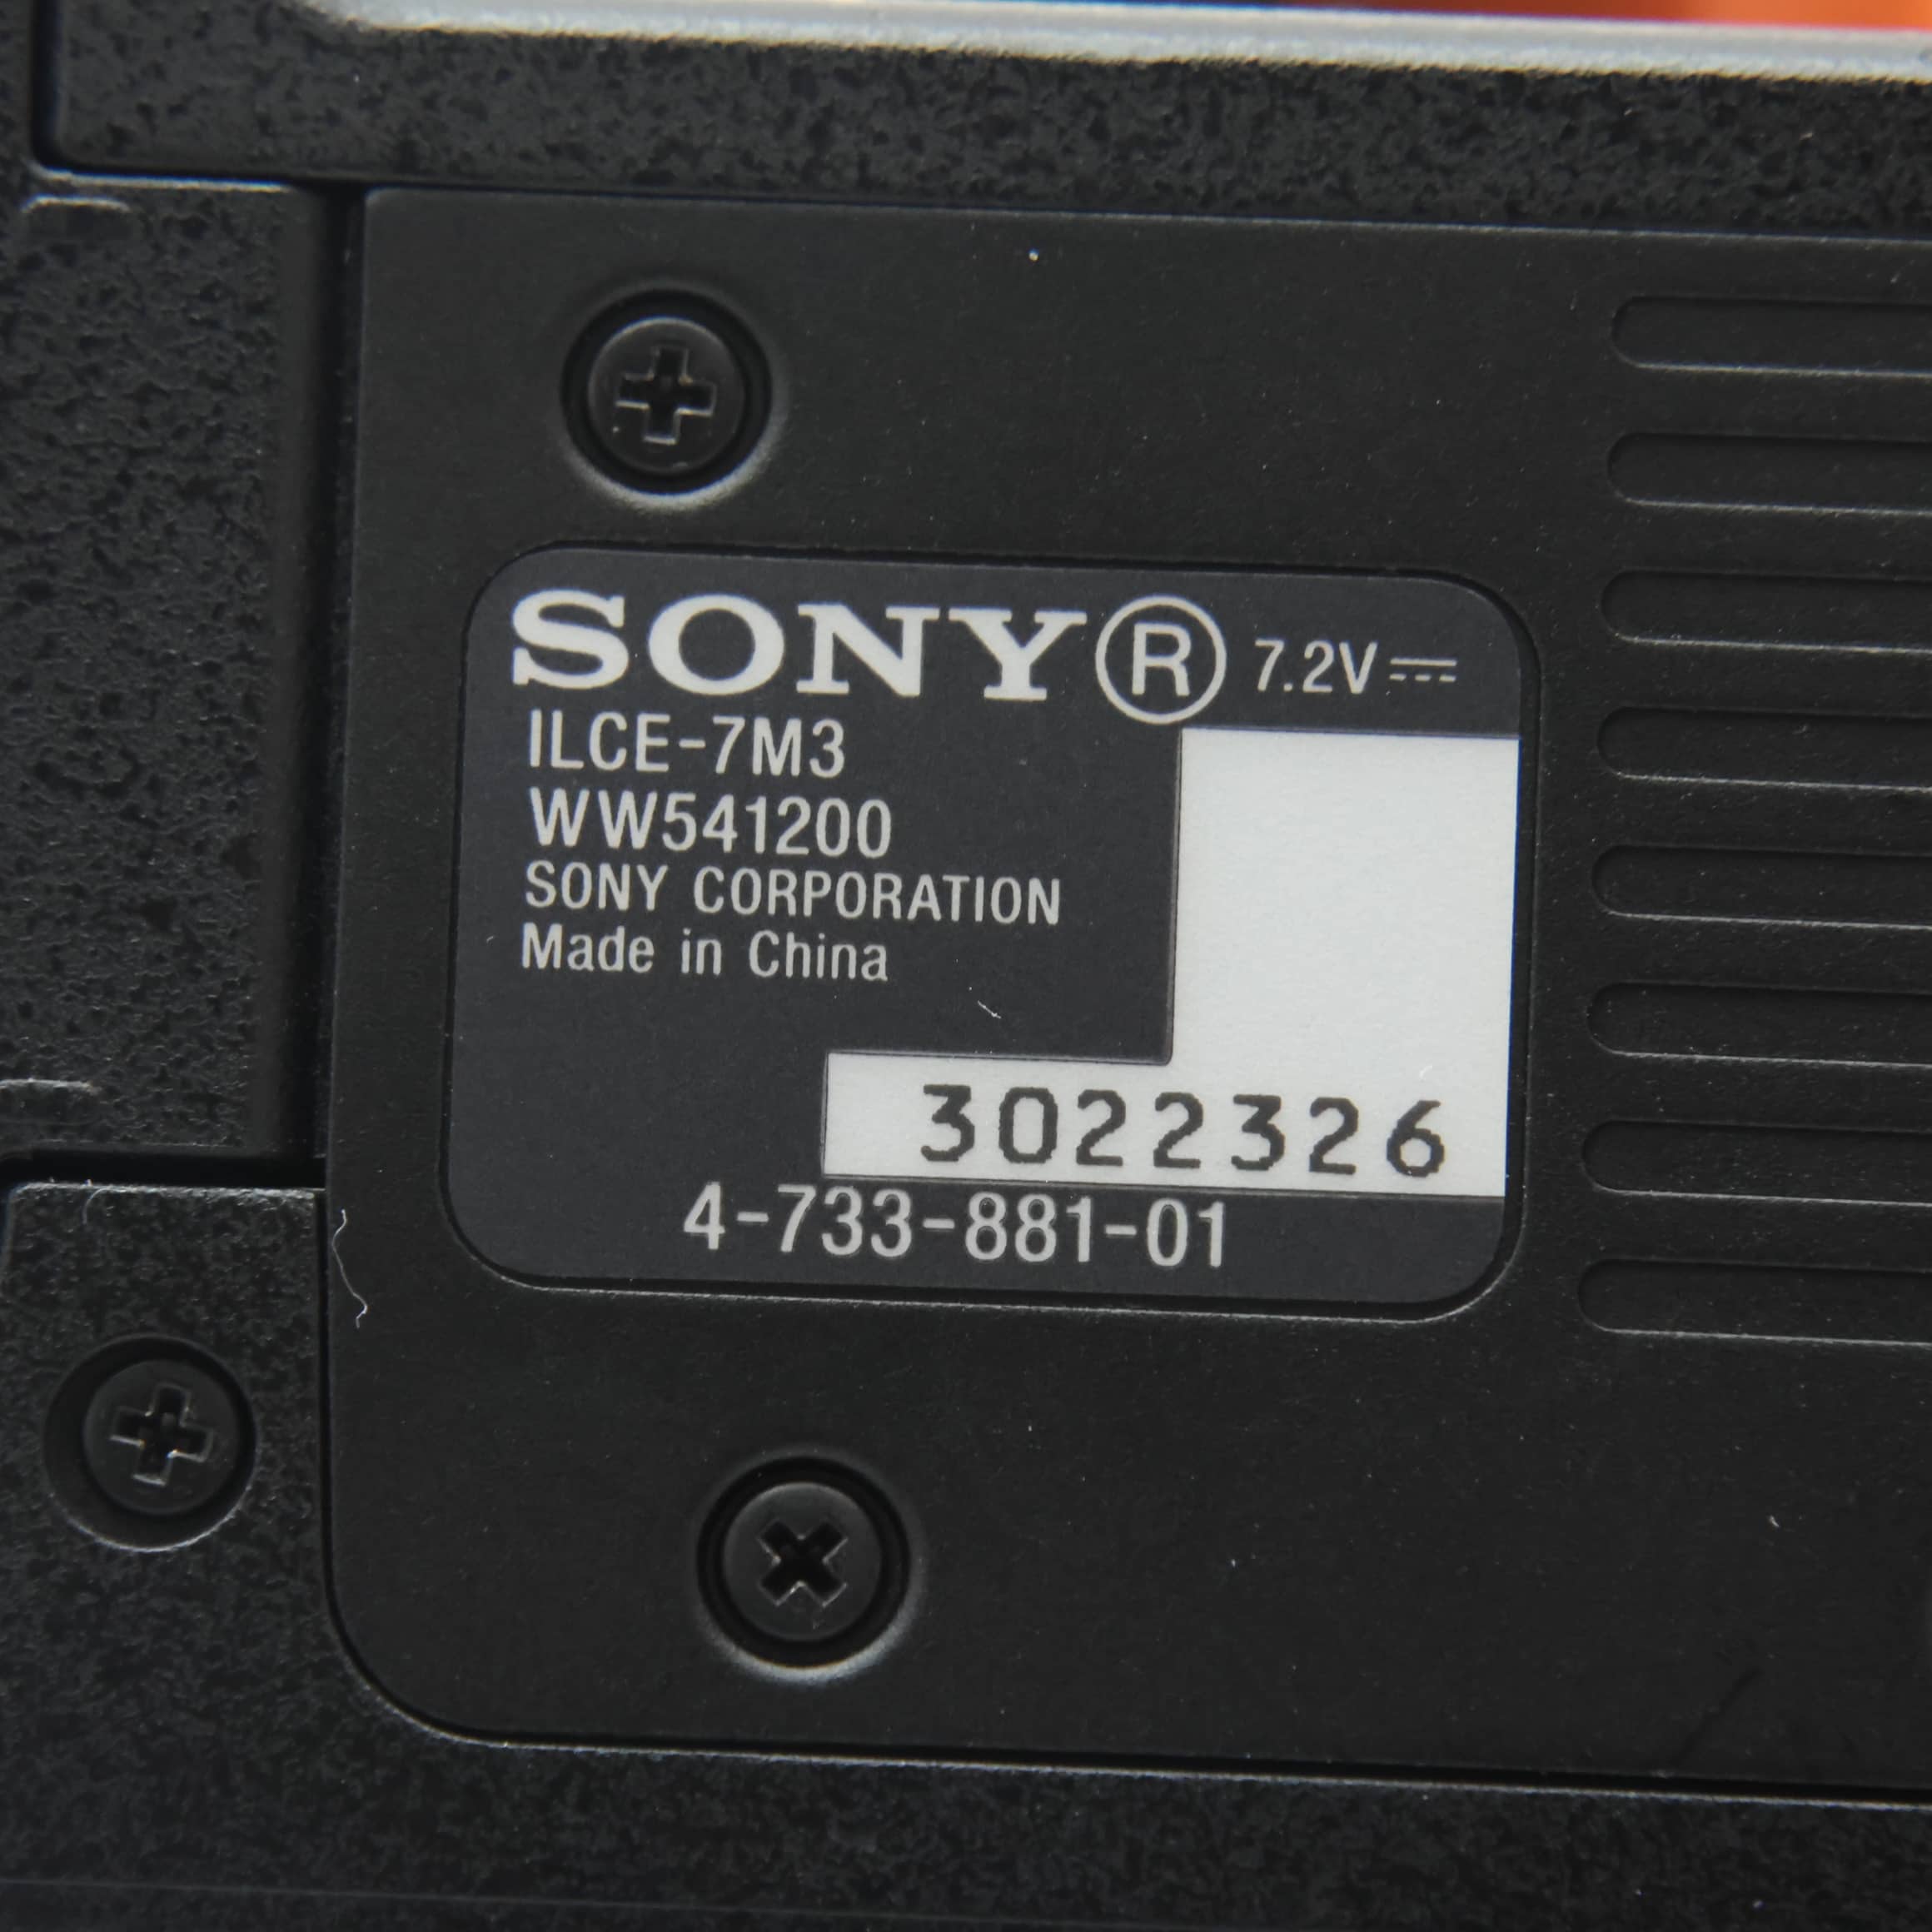 SONY Ⓡ 7.2V ⎓
ILCE-7M3
WW541200
SONY CORPORATION
Made in China
3022326
4-733-881-01